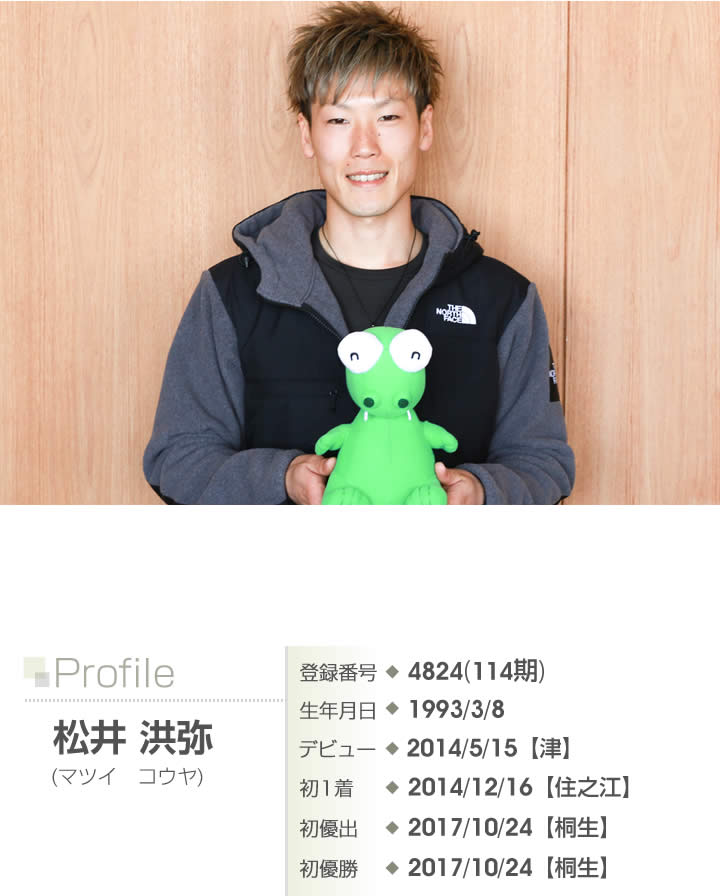 THE
NORTH
FACE
Profile
松井 洪弥
(マツイ コウヤ)
登録番号 ◆ 4824(114期)
生年月日 ◆ 1993/3/8
デビュー ◆ 2014/5/15【津】
初1着 ◆ 2014/12/16【住之江】
初優出 ◆ 2017/10/24【桐生】
初優勝 ◆ 2017/10/24【桐生】